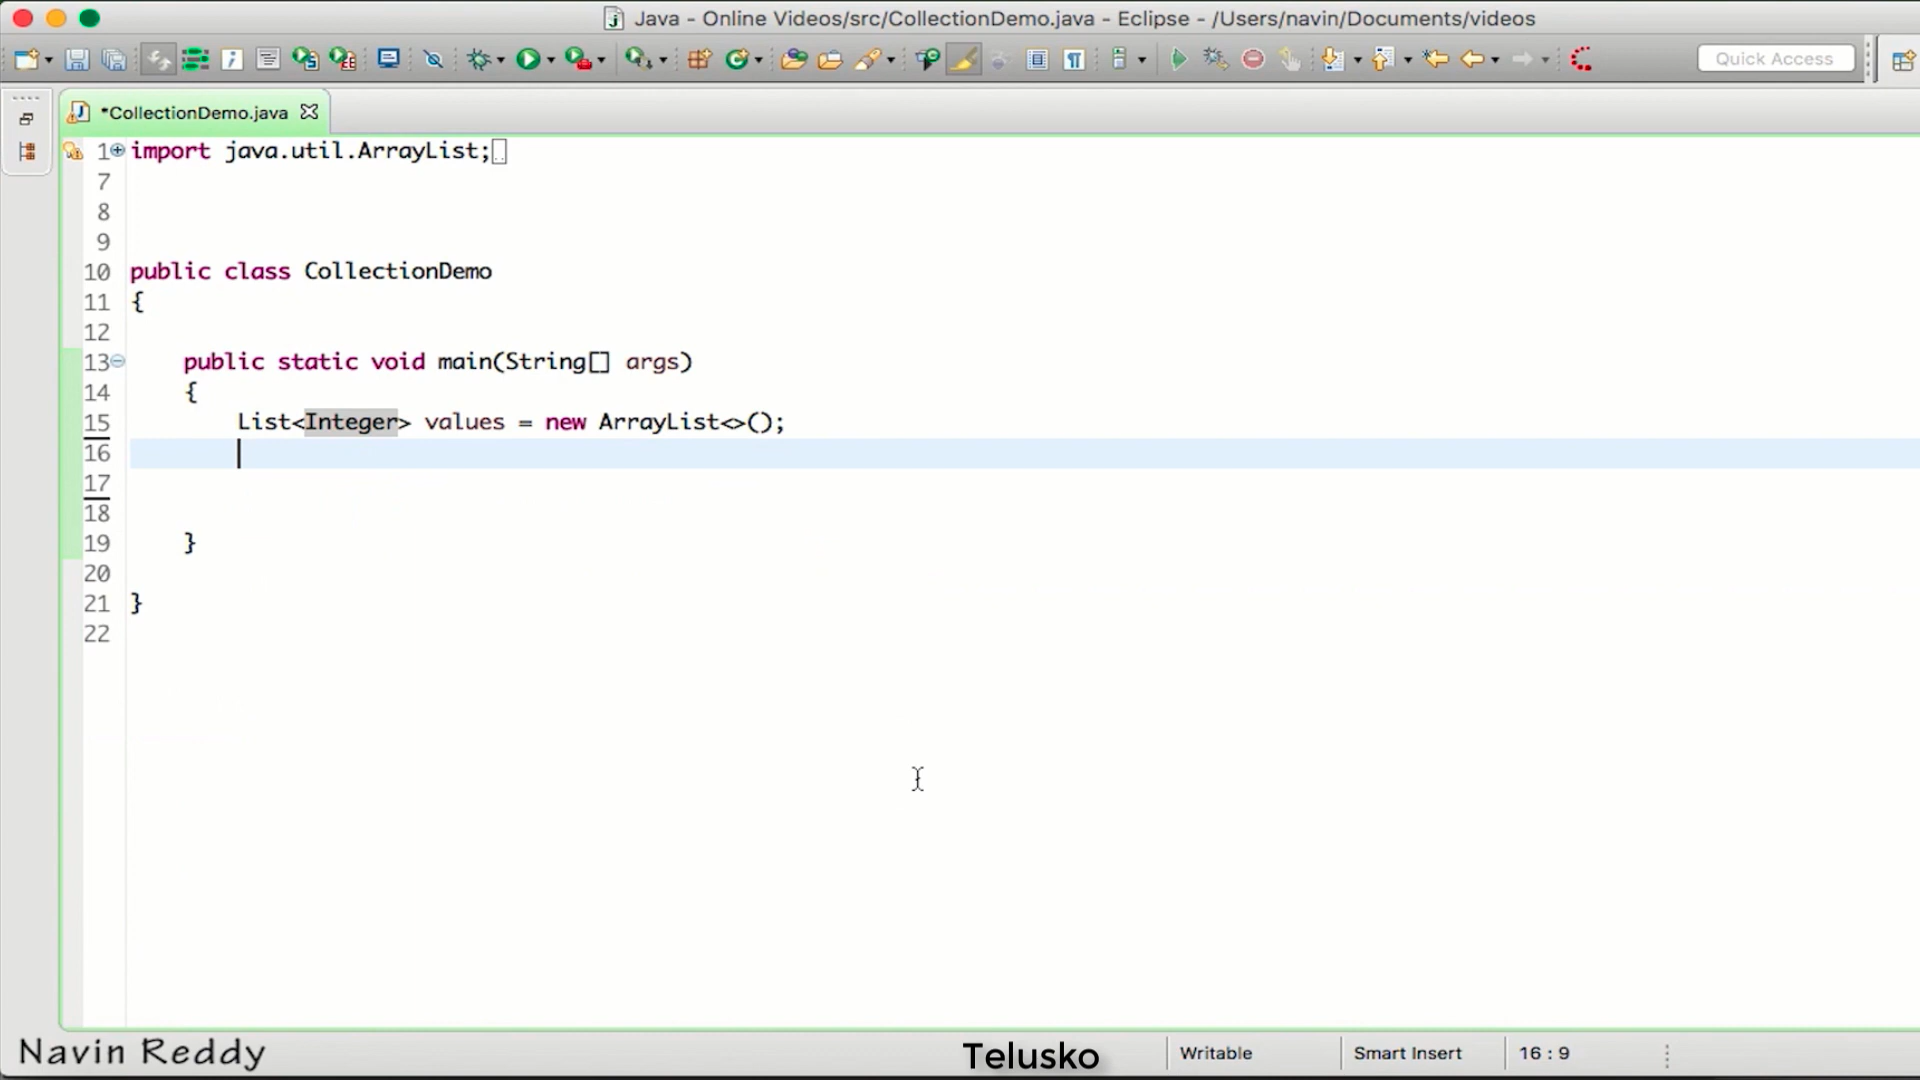 Java - Online Videos/src/CollectionDemo.java - Eclipse - /Users/navin/Documents/videos
Quick Access
*CollectionDemo.java
1 import java.util.ArrayList;
7
8
9
10 public class CollectionDemo
11 {
12
13 public static void main(String[] args)
14 {
15 List<Integer> values = new ArrayList<>();
16
17
18
19 }
20
21 }
22
Navin Reddy
Telusko
Writable
Smart Insert
16 : 9